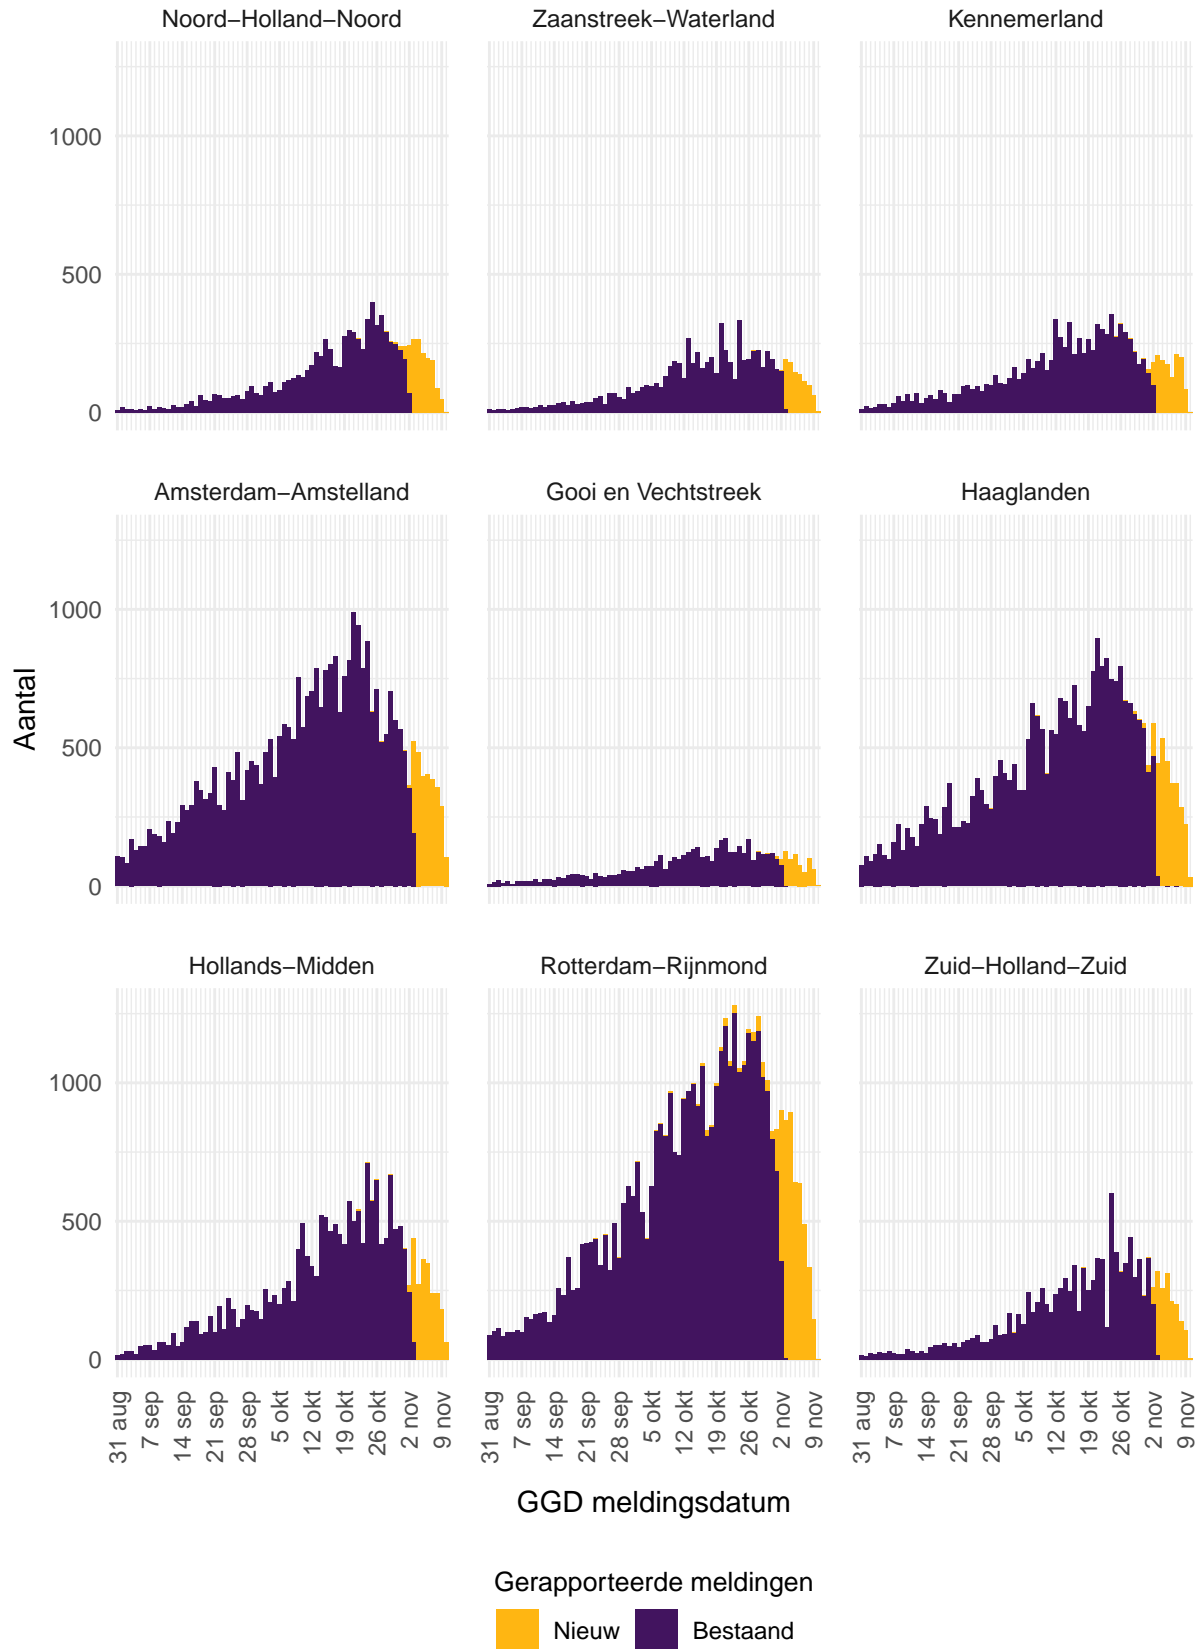 Noord−Holland−Noord
Zaanstreek−Waterland
Kennemerland
1000
500
0
Amsterdam−Amstelland
Gooi en Vechtstreek
Haaglanden
1000
500
0
Hollands−Midden
Rotterdam−Rijnmond
Zuid−Holland−Zuid
1000
500
0
Aantal
31 aug
7 sep
14 sep
21 sep
28 sep
5 okt
12 okt
19 okt
26 okt
2 nov
9 nov
31 aug
7 sep
14 sep
21 sep
28 sep
5 okt
12 okt
19 okt
26 okt
2 nov
9 nov
31 aug
7 sep
14 sep
21 sep
28 sep
5 okt
12 okt
19 okt
26 okt
2 nov
9 nov
GGD meldingsdatum
Gerapporteerde meldingen
Nieuw
Bestaand